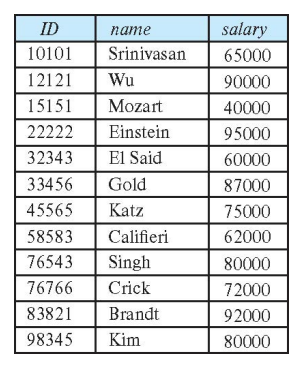 ID name salary
10101 Srinivasan 65000
12121 Wu 90000
15151 Mozart 40000
22222 Einstein 95000
32343 El Said 60000
33456 Gold 87000
45565 Katz 75000
58583 Califieri 62000
76543 Singh 80000
76766 Crick 72000
83821 Brandt 92000
98345 Kim 80000